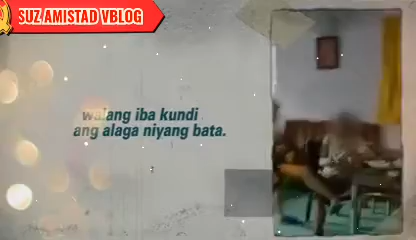 SUZ AMISTAD VBLOG
walang iba kundi
ang alaga niyang bata.